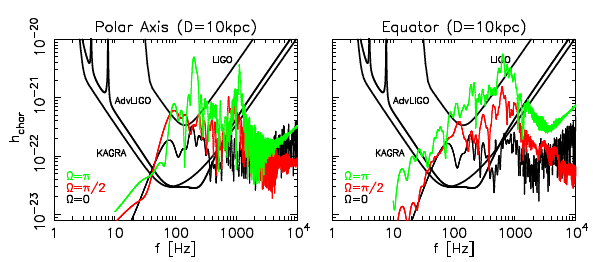 Polar Axis (D=10kpc)
Equator (D=10kpc)
h_char
10^-20
10^-21
10^-22
10^-23
LIGO
AdvLIGO
KAGRA
Ω=π
Ω=π/2
Ω=0
1 10 100 1000 10^4
f [Hz]
LIGO
AdvLIGO
KAGRA
Ω=π
Ω=π/2
Ω=0
1 10 100 1000 10^4
f [Hz]